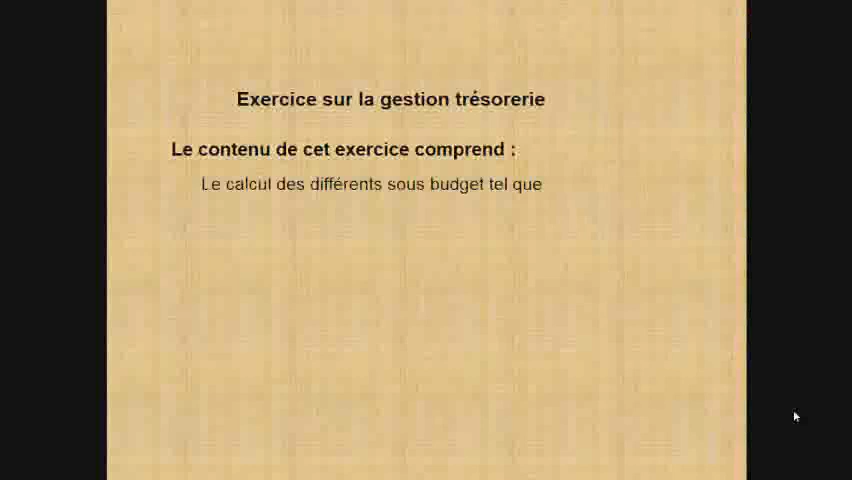 Exercice sur la gestion trésorerie
Le contenu de cet exercice comprend :
Le calcul des différents sous budget tel que